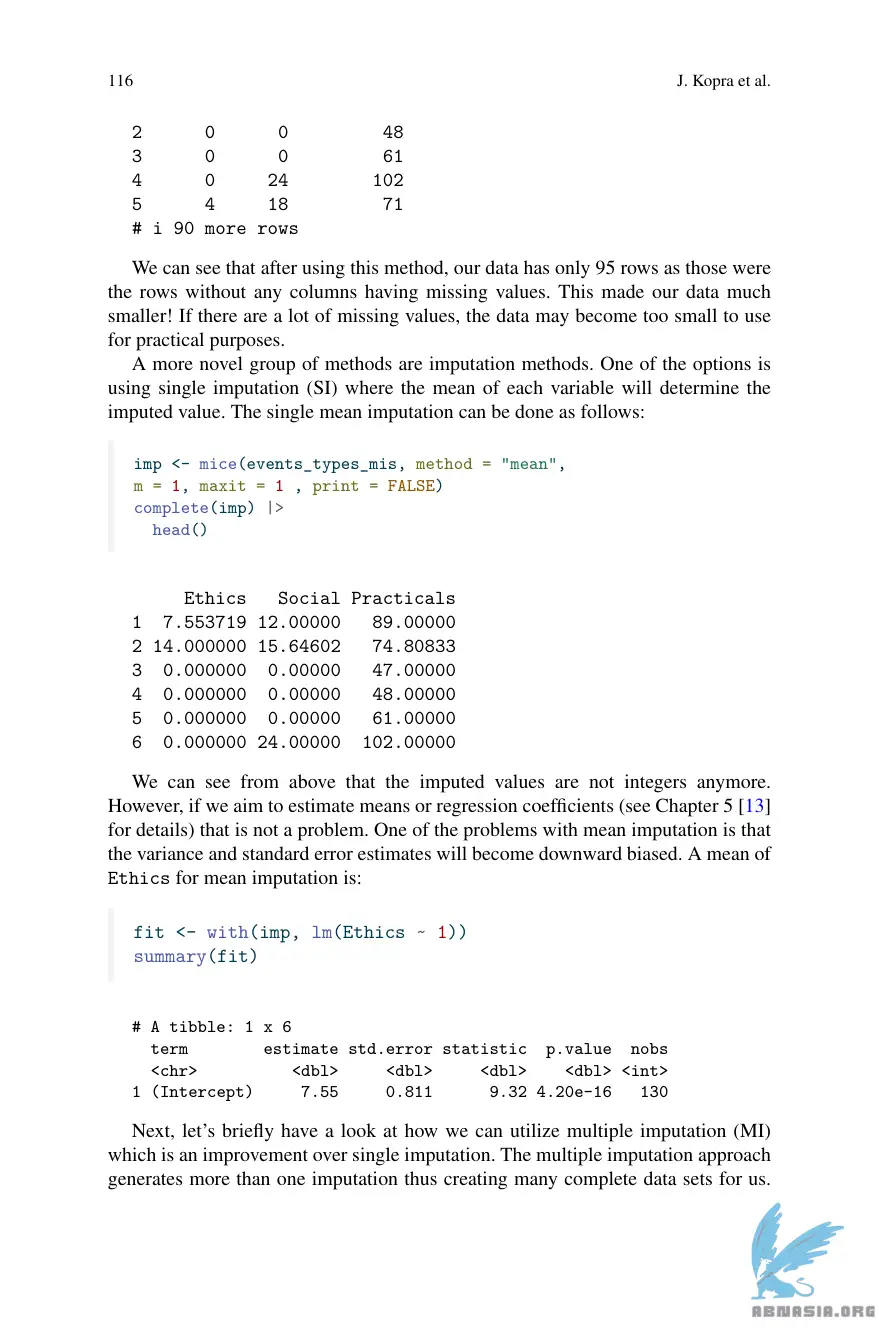 116 J. Kopra et al.
2 0 0 48
3 0 0 61
4 0 24 102
5 4 18 71
# i 90 more rows
We can see that after using this method, our data has only 95 rows as those were
the rows without any columns having missing values. This made our data much
smaller! If there are a lot of missing values, the data may become too small to use
for practical purposes.
A more novel group of methods are imputation methods. One of the options is
using single imputation (SI) where the mean of each variable will determine the
imputed value. The single mean imputation can be done as follows:
imp <- mice(events_types_mis, method = "mean",
m = 1, maxit = 1 , print = FALSE)
complete(imp) |>
head()
Ethics Social Practicals
1 7.553719 12.00000 89.00000
2 14.000000 15.64602 74.80833
3 0.000000 0.00000 47.00000
4 0.000000 0.00000 48.00000
5 0.000000 0.00000 61.00000
6 0.000000 24.00000 102.00000
We can see from above that the imputed values are not integers anymore.
However, if we aim to estimate means or regression coefficients (see Chapter 5 [13]
for details) that is not a problem. One of the problems with mean imputation is that
the variance and standard error estimates will become downward biased. A mean of
Ethics for mean imputation is:
fit <- with(imp, lm(Ethics ~ 1))
summary(fit)
# A tibble: 1 x 6
term estimate std.error statistic p.value nobs
<chr> <dbl> <dbl> <dbl> <dbl> <int>
1 (Intercept) 7.55 0.811 9.32 4.20e-16 130
Next, let's briefly have a look at how we can utilize multiple imputation (MI)
which is an improvement over single imputation. The multiple imputation approach
generates more than one imputation thus creating many complete data sets for us.
ABNASIA.ORG